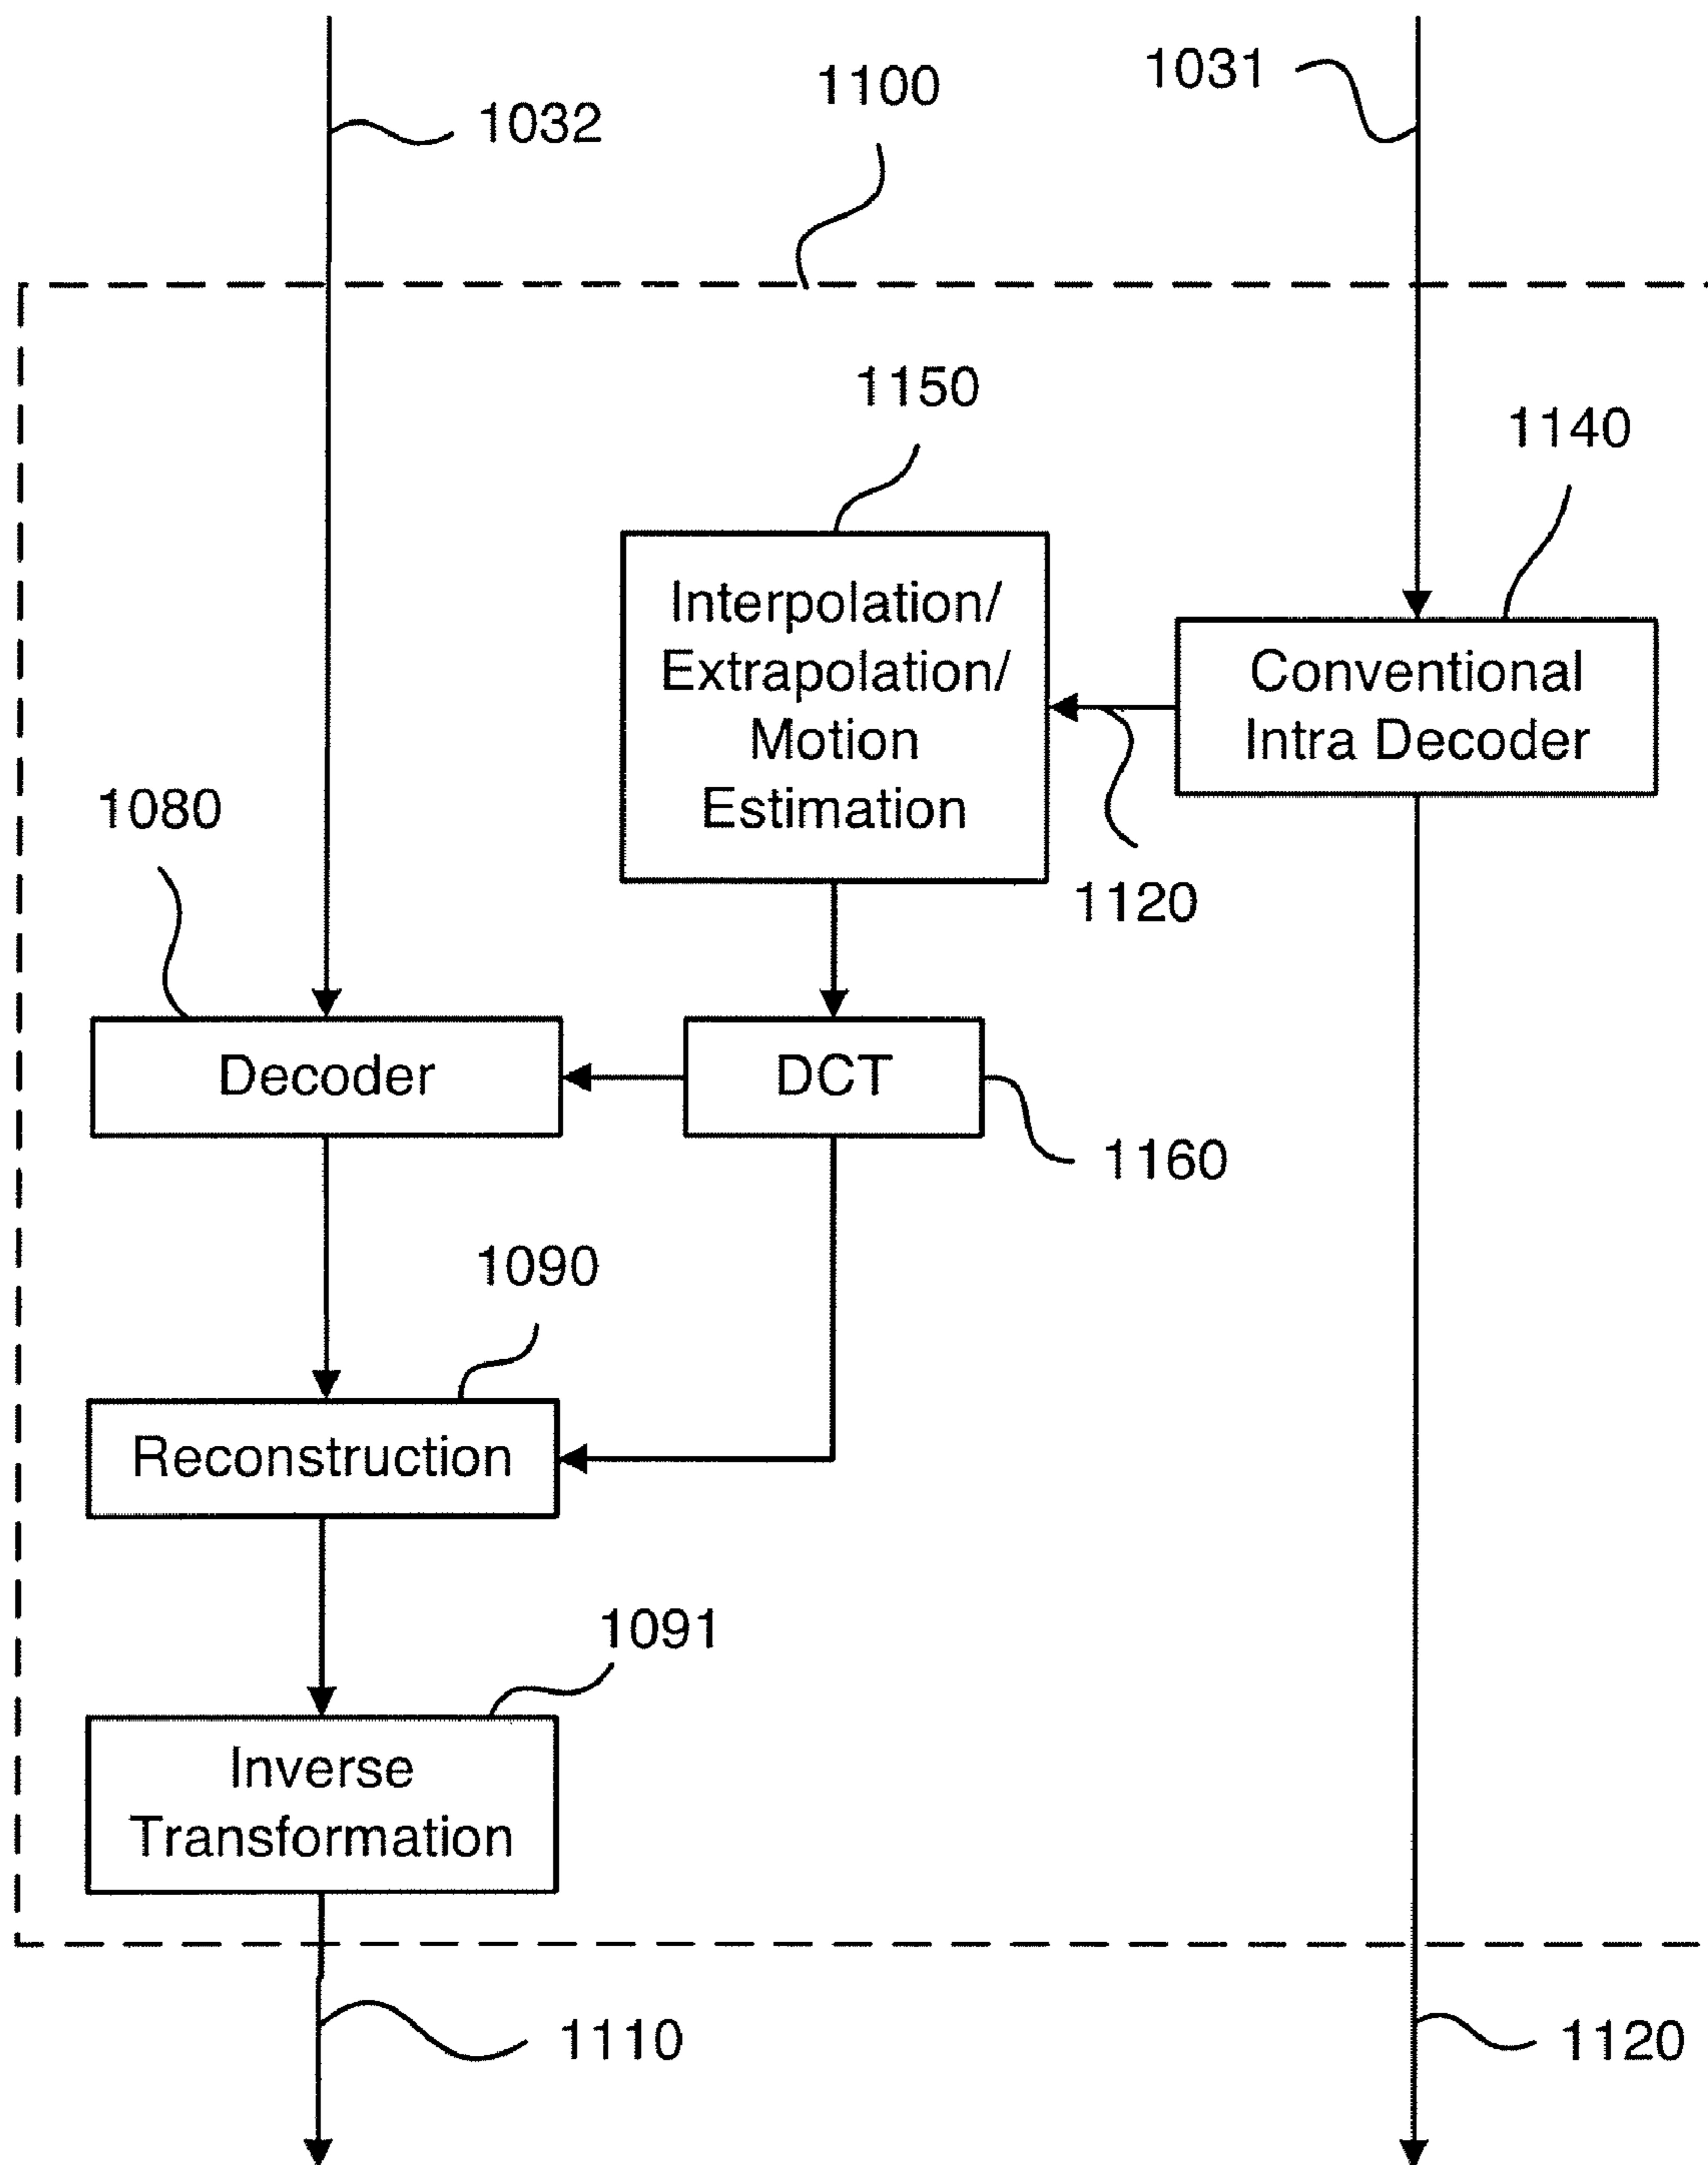 1031
1100
1032
1150
1140
Interpolation/
Extrapolation/
Motion
Estimation
Conventional
Intra Decoder
1080
1120
Decoder
DCT
1160
1090
Reconstruction
1091
Inverse
Transformation
1110
1120